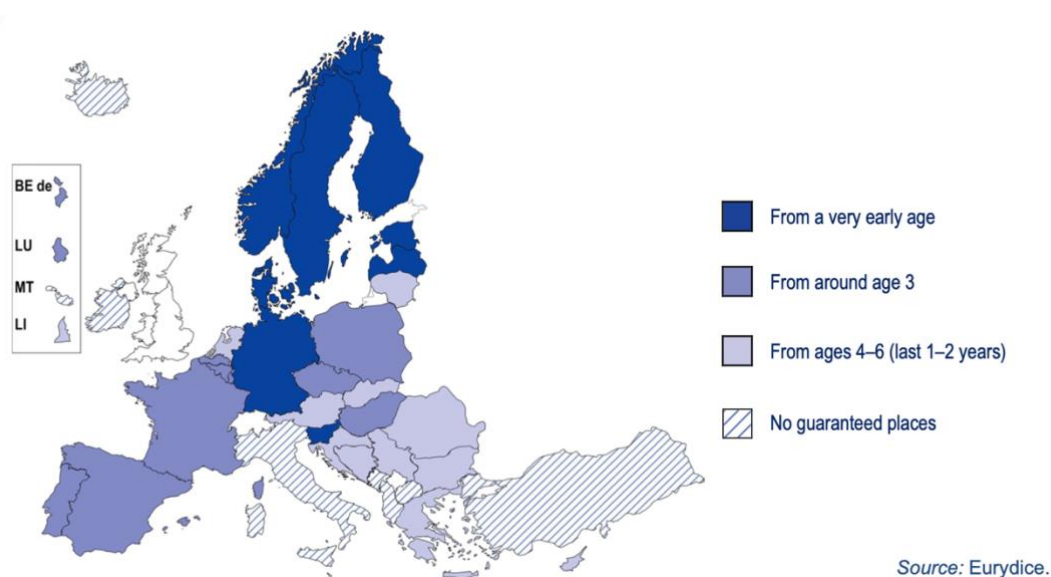 BE de
LU
MT
LI
From a very early age
From around age 3
From ages 4–6 (last 1–2 years)
No guaranteed places
Source: Eurydice.